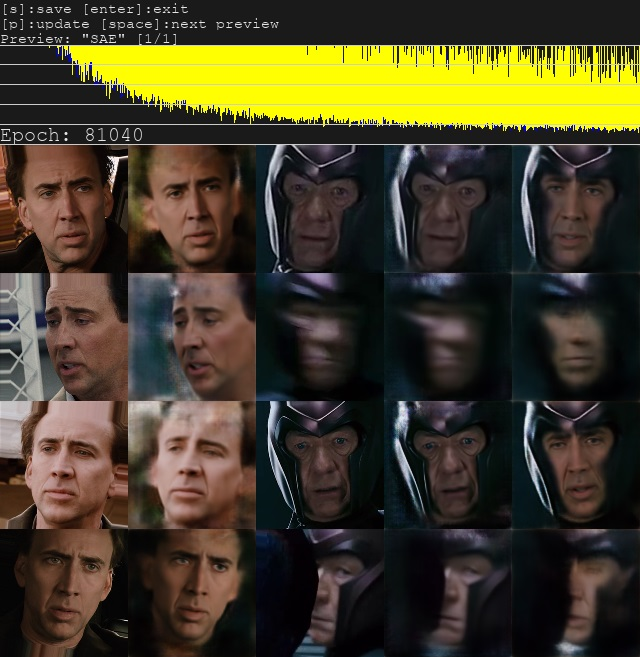 [s]:save [enter]:exit
[p]:update [space]:next preview
Preview: "SAE" [1/1]
Epoch: 81040